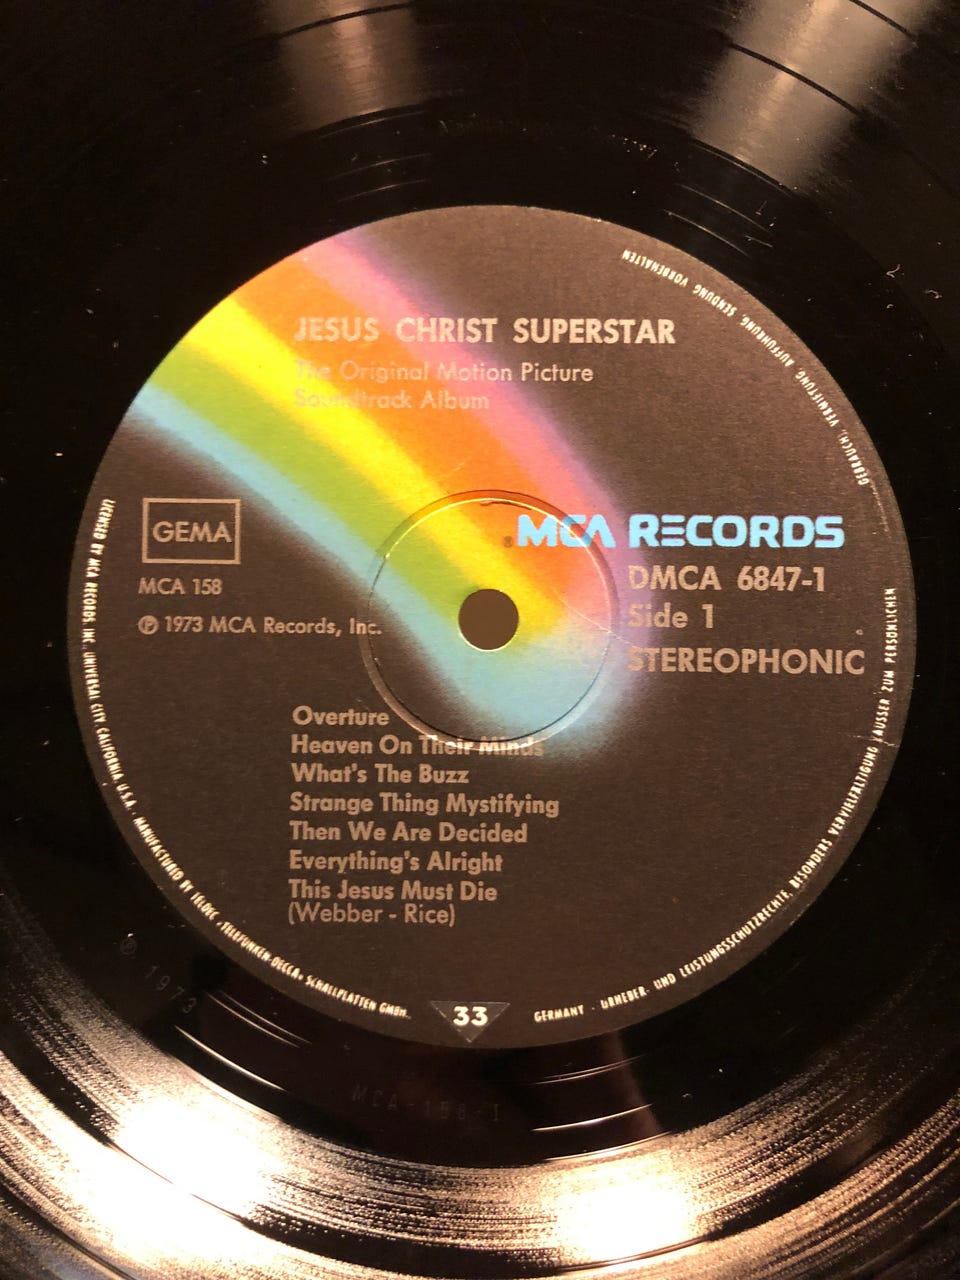 JESUS CHRIST SUPERSTAR
The Original Motion Picture
Soundtrack Album
GEMA
MCA 158
℗ 1973 MCA Records, Inc.
®MCA RECORDS
DMCA 6847-1
Side 1
STEREOPHONIC
Overture
Heaven On Their Minds
What's The Buzz
Strange Thing Mystifying
Then We Are Decided
Everything's Alright
This Jesus Must Die
(Webber - Rice)
33
LICENSED BY MCA RECORDS, INC., UNIVERSAL CITY, CALIFORNIA, U.S.A. · MANUFACTURED BY TELDEC »TELEFUNKEN-DECCA« SCHALLPLATTEN GMBH.
GERMANY · URHEBER- UND LEISTUNGSSCHUTZRECHTE, BESONDERS VERVIELFÄLTIGUNG (AUSSER ZUM PERSÖNLICHEN
GEBRAUCH), VERMIETUNG, AUFFÜHRUNG, SENDUNG VORBEHALTEN
℗ 1973
MCA-158-1